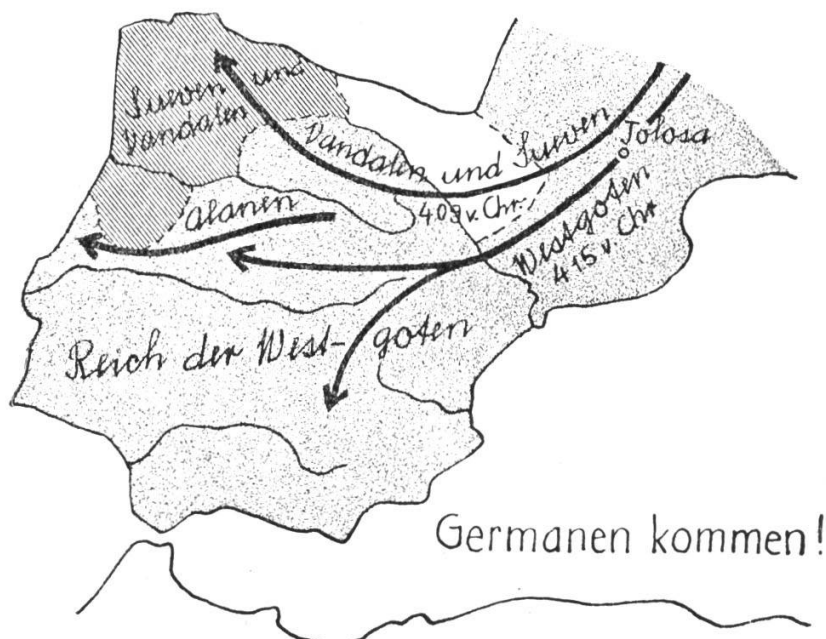 Sueven und
Vandalen
Vandalen und Sueven
409 v. Chr.
Tolosa
Westgoten
415 v. Chr
Alanen
Reich der West-goten
Germanen kommen!